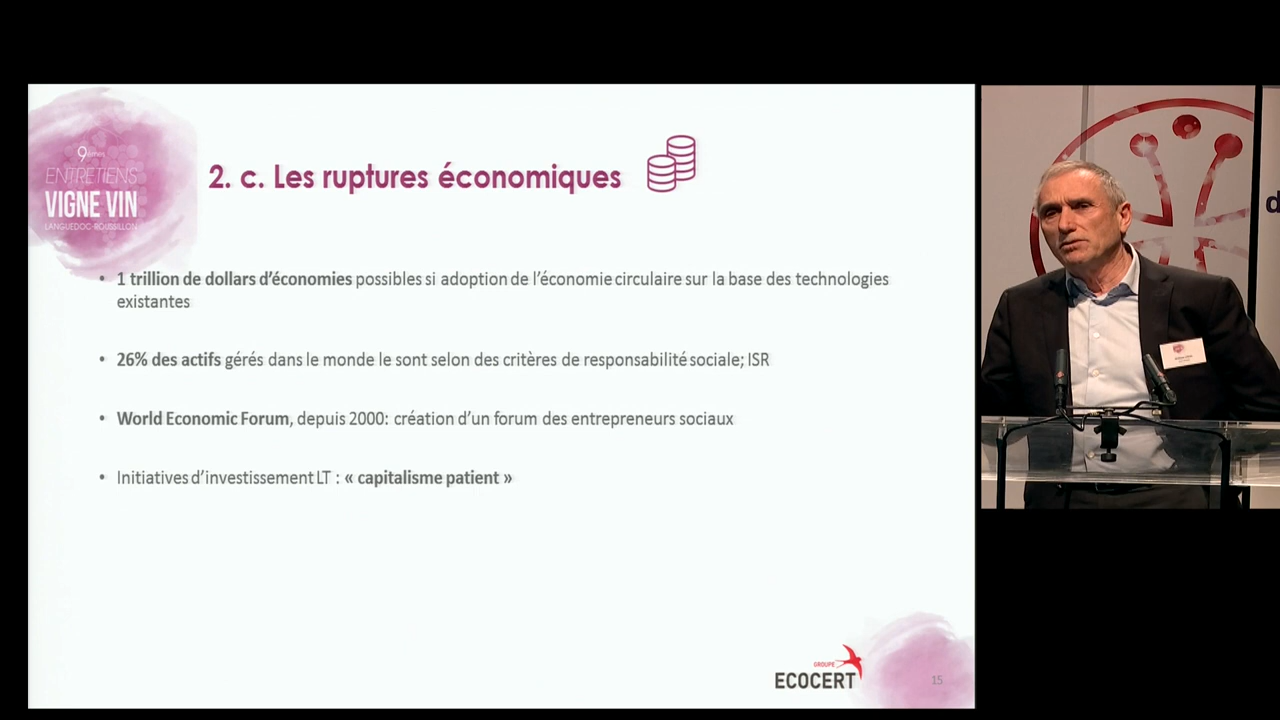 9èmes
ENTRETIENS
VIGNE VIN
LANGUEDOC-ROUSSILLON
2. c. Les ruptures économiques
• 1 trillion de dollars d’économies possibles si adoption de l’économie circulaire sur la base des technologies
existantes
• 26% des actifs gérés dans le monde le sont selon des critères de responsabilité sociale; ISR
• World Economic Forum, depuis 2000: création d’un forum des entrepreneurs sociaux
• Initiatives d’investissement LT : « capitalisme patient »
GROUPE
ECOCERT
15
d